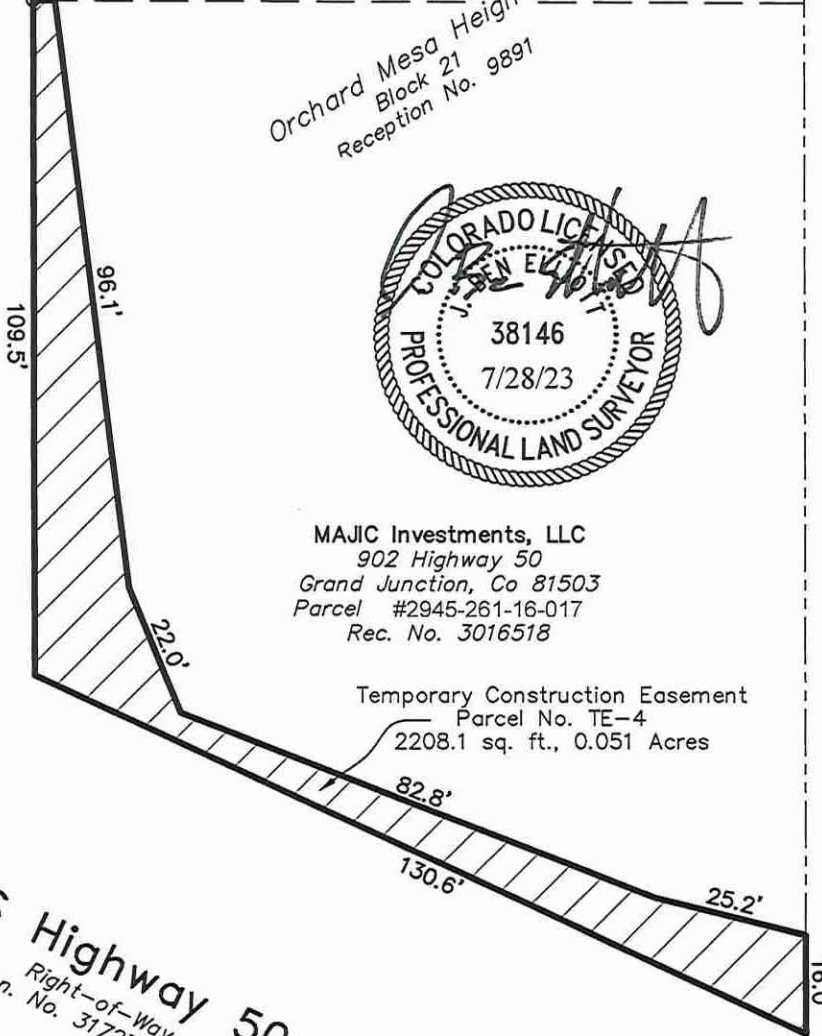 Orchard Mesa Heigh
Block 21
Reception No. 9891
COLORADO LICENSED
J. BEN ELLIOTT
38146
7/28/23
PROFESSIONAL LAND SURVEYOR
96.1'
109.5'
MAJIC Investments, LLC
902 Highway 50
Grand Junction, Co 81503
Parcel #2945-261-16-017
Rec. No. 3016518
22.0'
Temporary Construction Easement
Parcel No. TE-4
2208.1 sq. ft., 0.051 Acres
82.8'
130.6'
25.2'
16.0'
Highway 50
Right-of-Way
n. No.